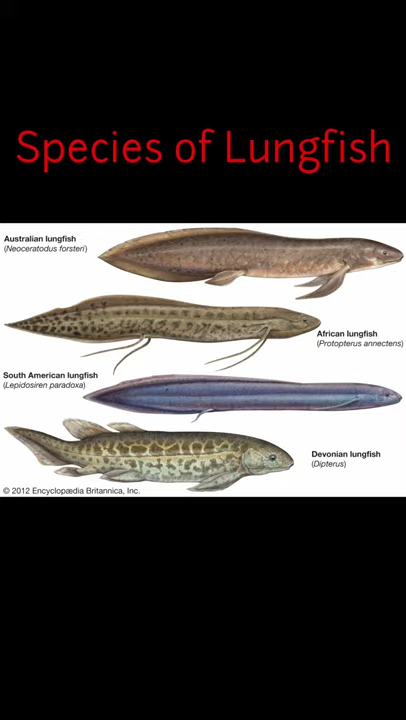 Species of Lungfish
Australian lungfish
(Neoceratodus forsteri)
African lungfish
(Protopterus annectens)
South American lungfish
(Lepidosiren paradoxa)
Devonian lungfish
(Dipterus)
© 2012 Encyclopædia Britannica, Inc.